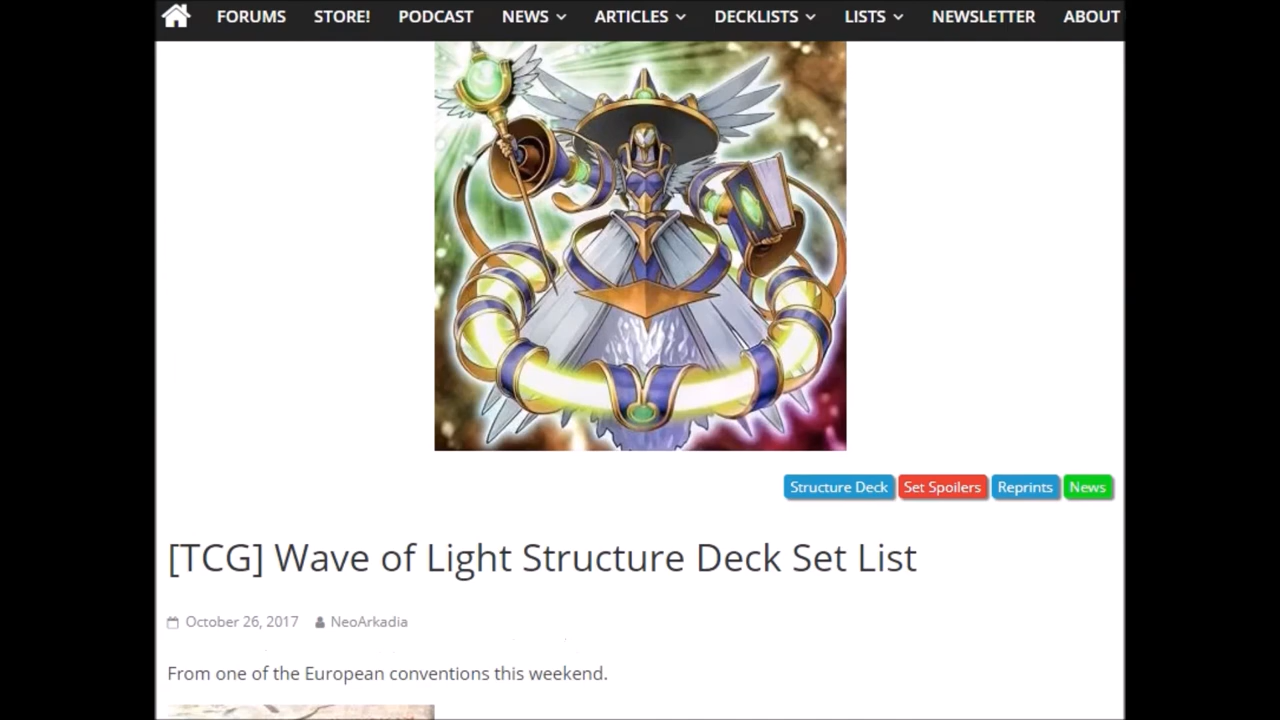 FORUMS STORE! PODCAST NEWS ARTICLES DECKLISTS LISTS NEWSLETTER ABOUT
Structure Deck Set Spoilers Reprints News
[TCG] Wave of Light Structure Deck Set List
October 26, 2017 NeoArkadia
From one of the European conventions this weekend.